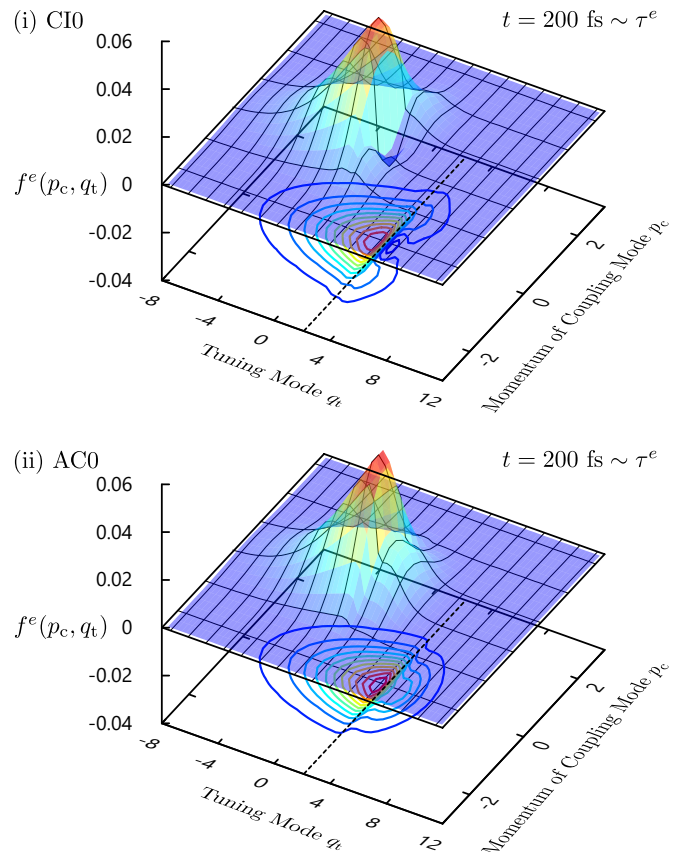 (i) CI0
t = 200 fs ∼ τ^e
0.06
0.04
0.02
f^e(p_c, q_t) 0
-0.02
-0.04
-8
-4
0
4
8
12
Tuning Mode q_t
-2
0
2
Momentum of Coupling Mode p_c
(ii) AC0
t = 200 fs ∼ τ^e
0.06
0.04
0.02
f^e(p_c, q_t) 0
-0.02
-0.04
-8
-4
0
4
8
12
Tuning Mode q_t
-2
0
2
Momentum of Coupling Mode p_c